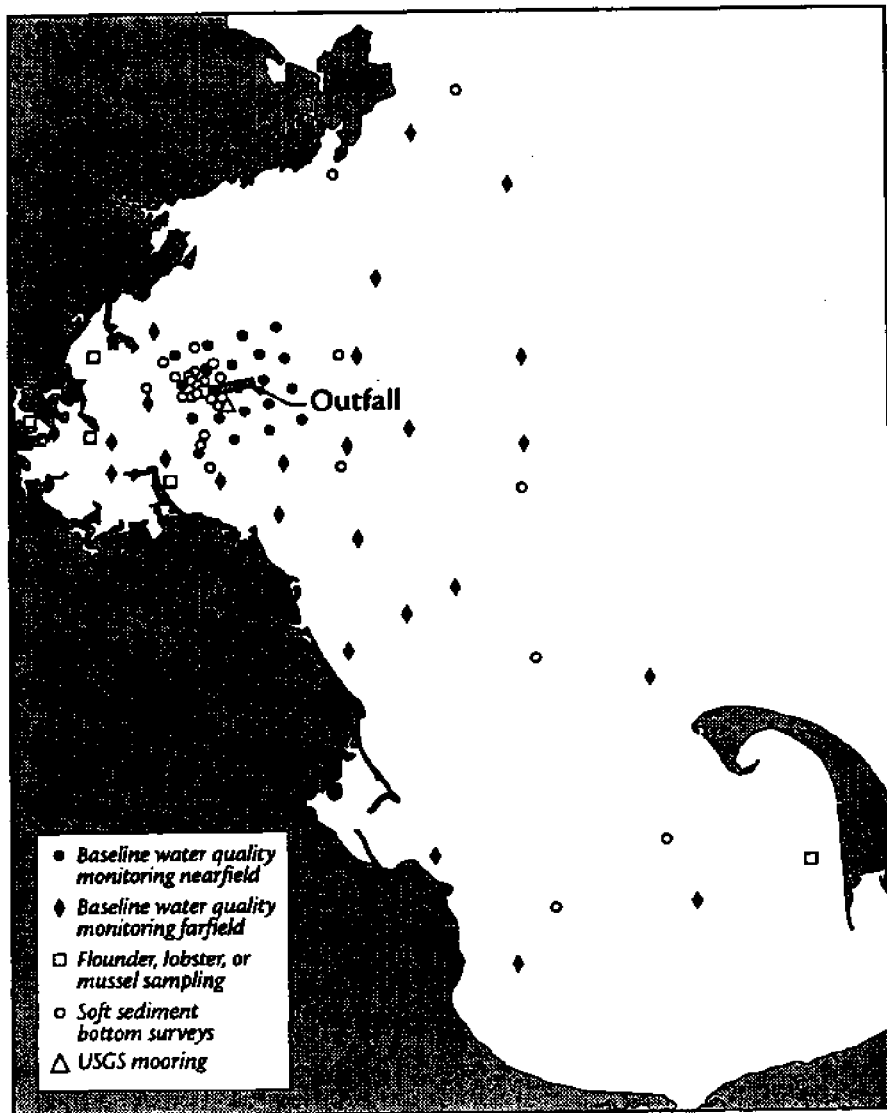 Outfall
Baseline water quality
monitoring nearfield
Baseline water quality
monitoring farfield
Flounder, lobster, or
mussel sampling
Soft sediment
bottom surveys
USGS mooring